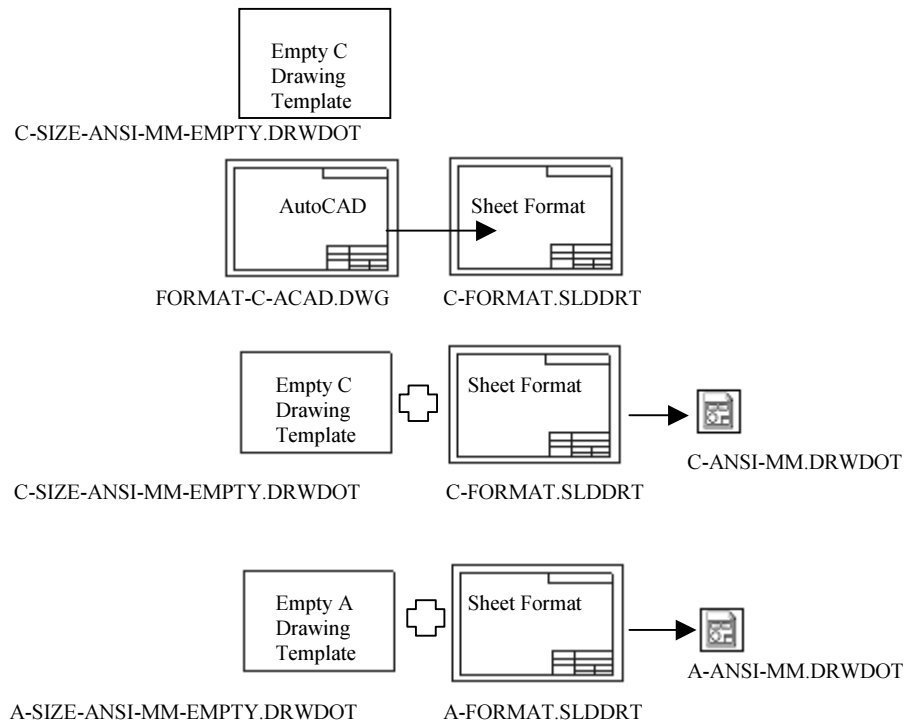 Empty C
Drawing
Template
C-SIZE-ANSI-MM-EMPTY.DRWDOT
AutoCAD
Sheet Format
FORMAT-C-ACAD.DWG
C-FORMAT.SLDDRT
Empty C
Drawing
Template
Sheet Format
C-ANSI-MM.DRWDOT
C-SIZE-ANSI-MM-EMPTY.DRWDOT
C-FORMAT.SLDDRT
Empty A
Drawing
Template
Sheet Format
A-ANSI-MM.DRWDOT
A-SIZE-ANSI-MM-EMPTY.DRWDOT
A-FORMAT.SLDDRT